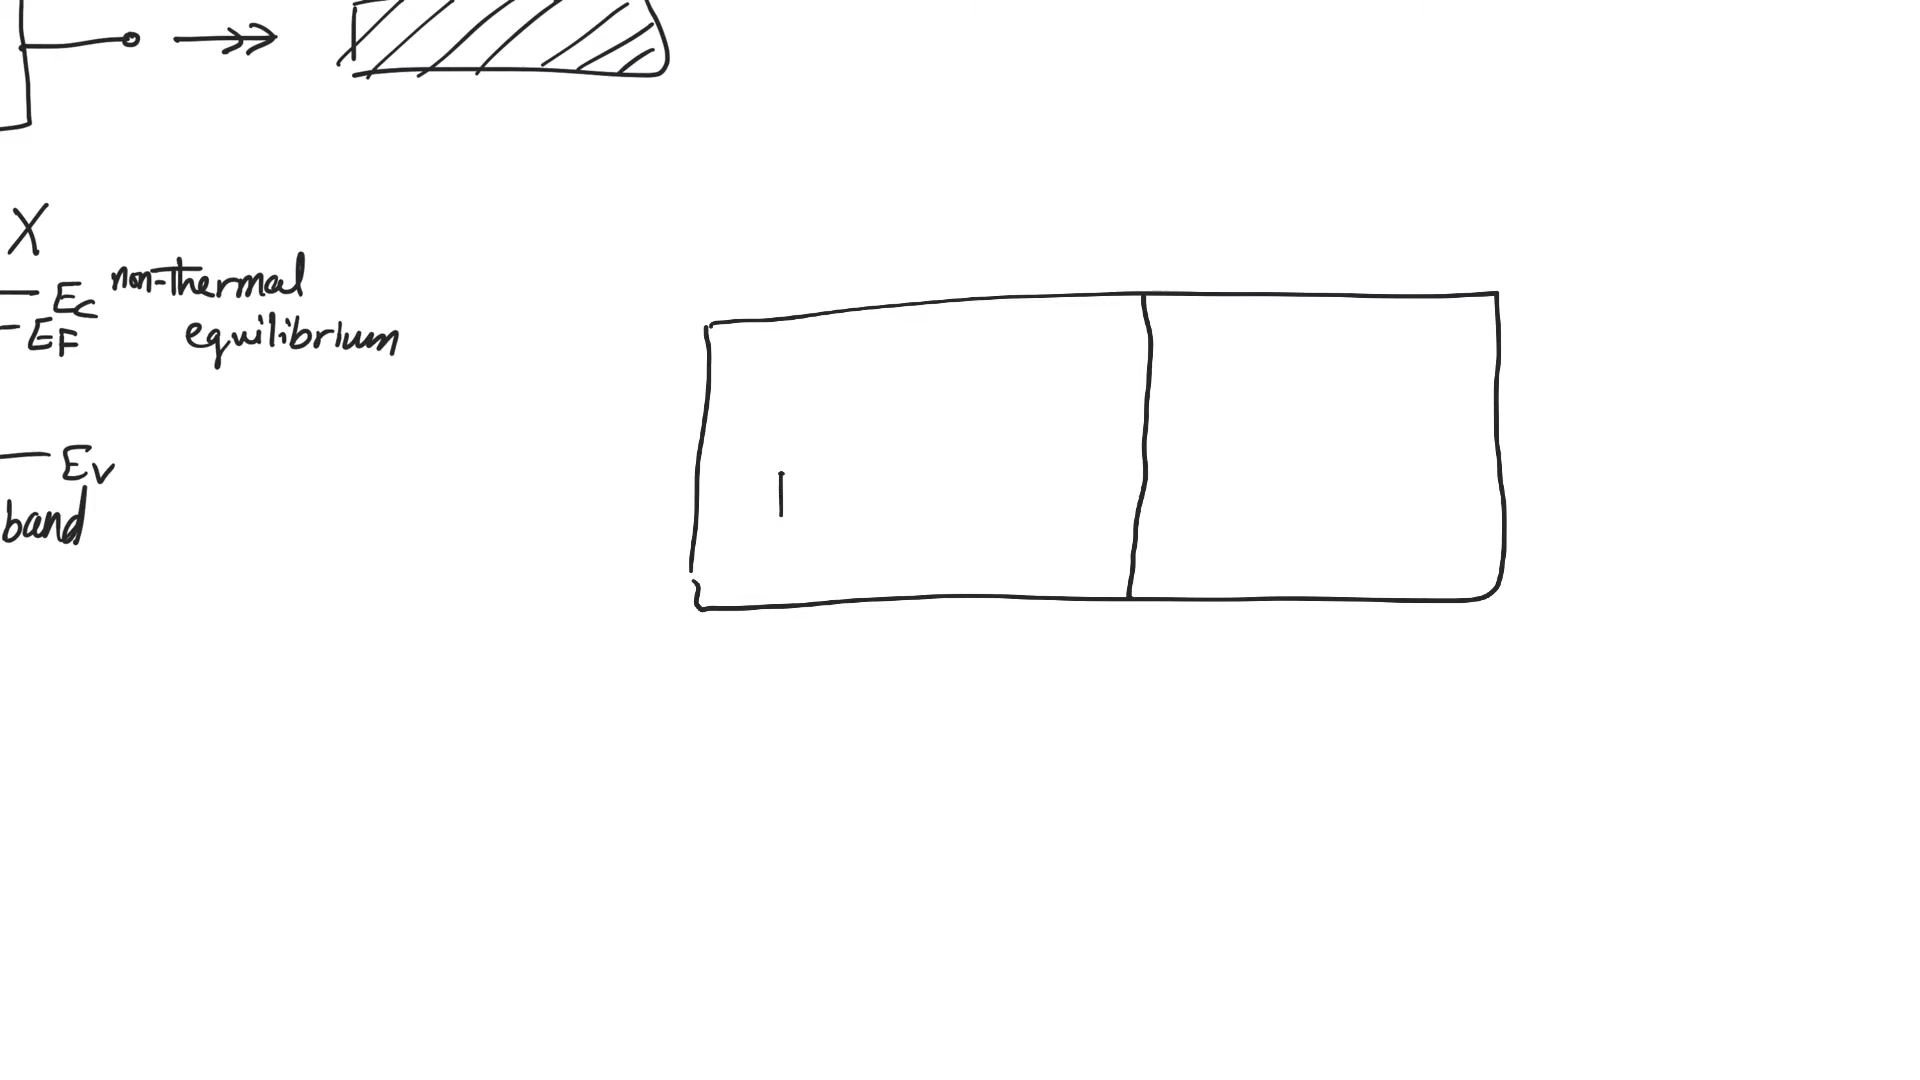 X
Ec non-thermal
EF equilibrium
Ev
band